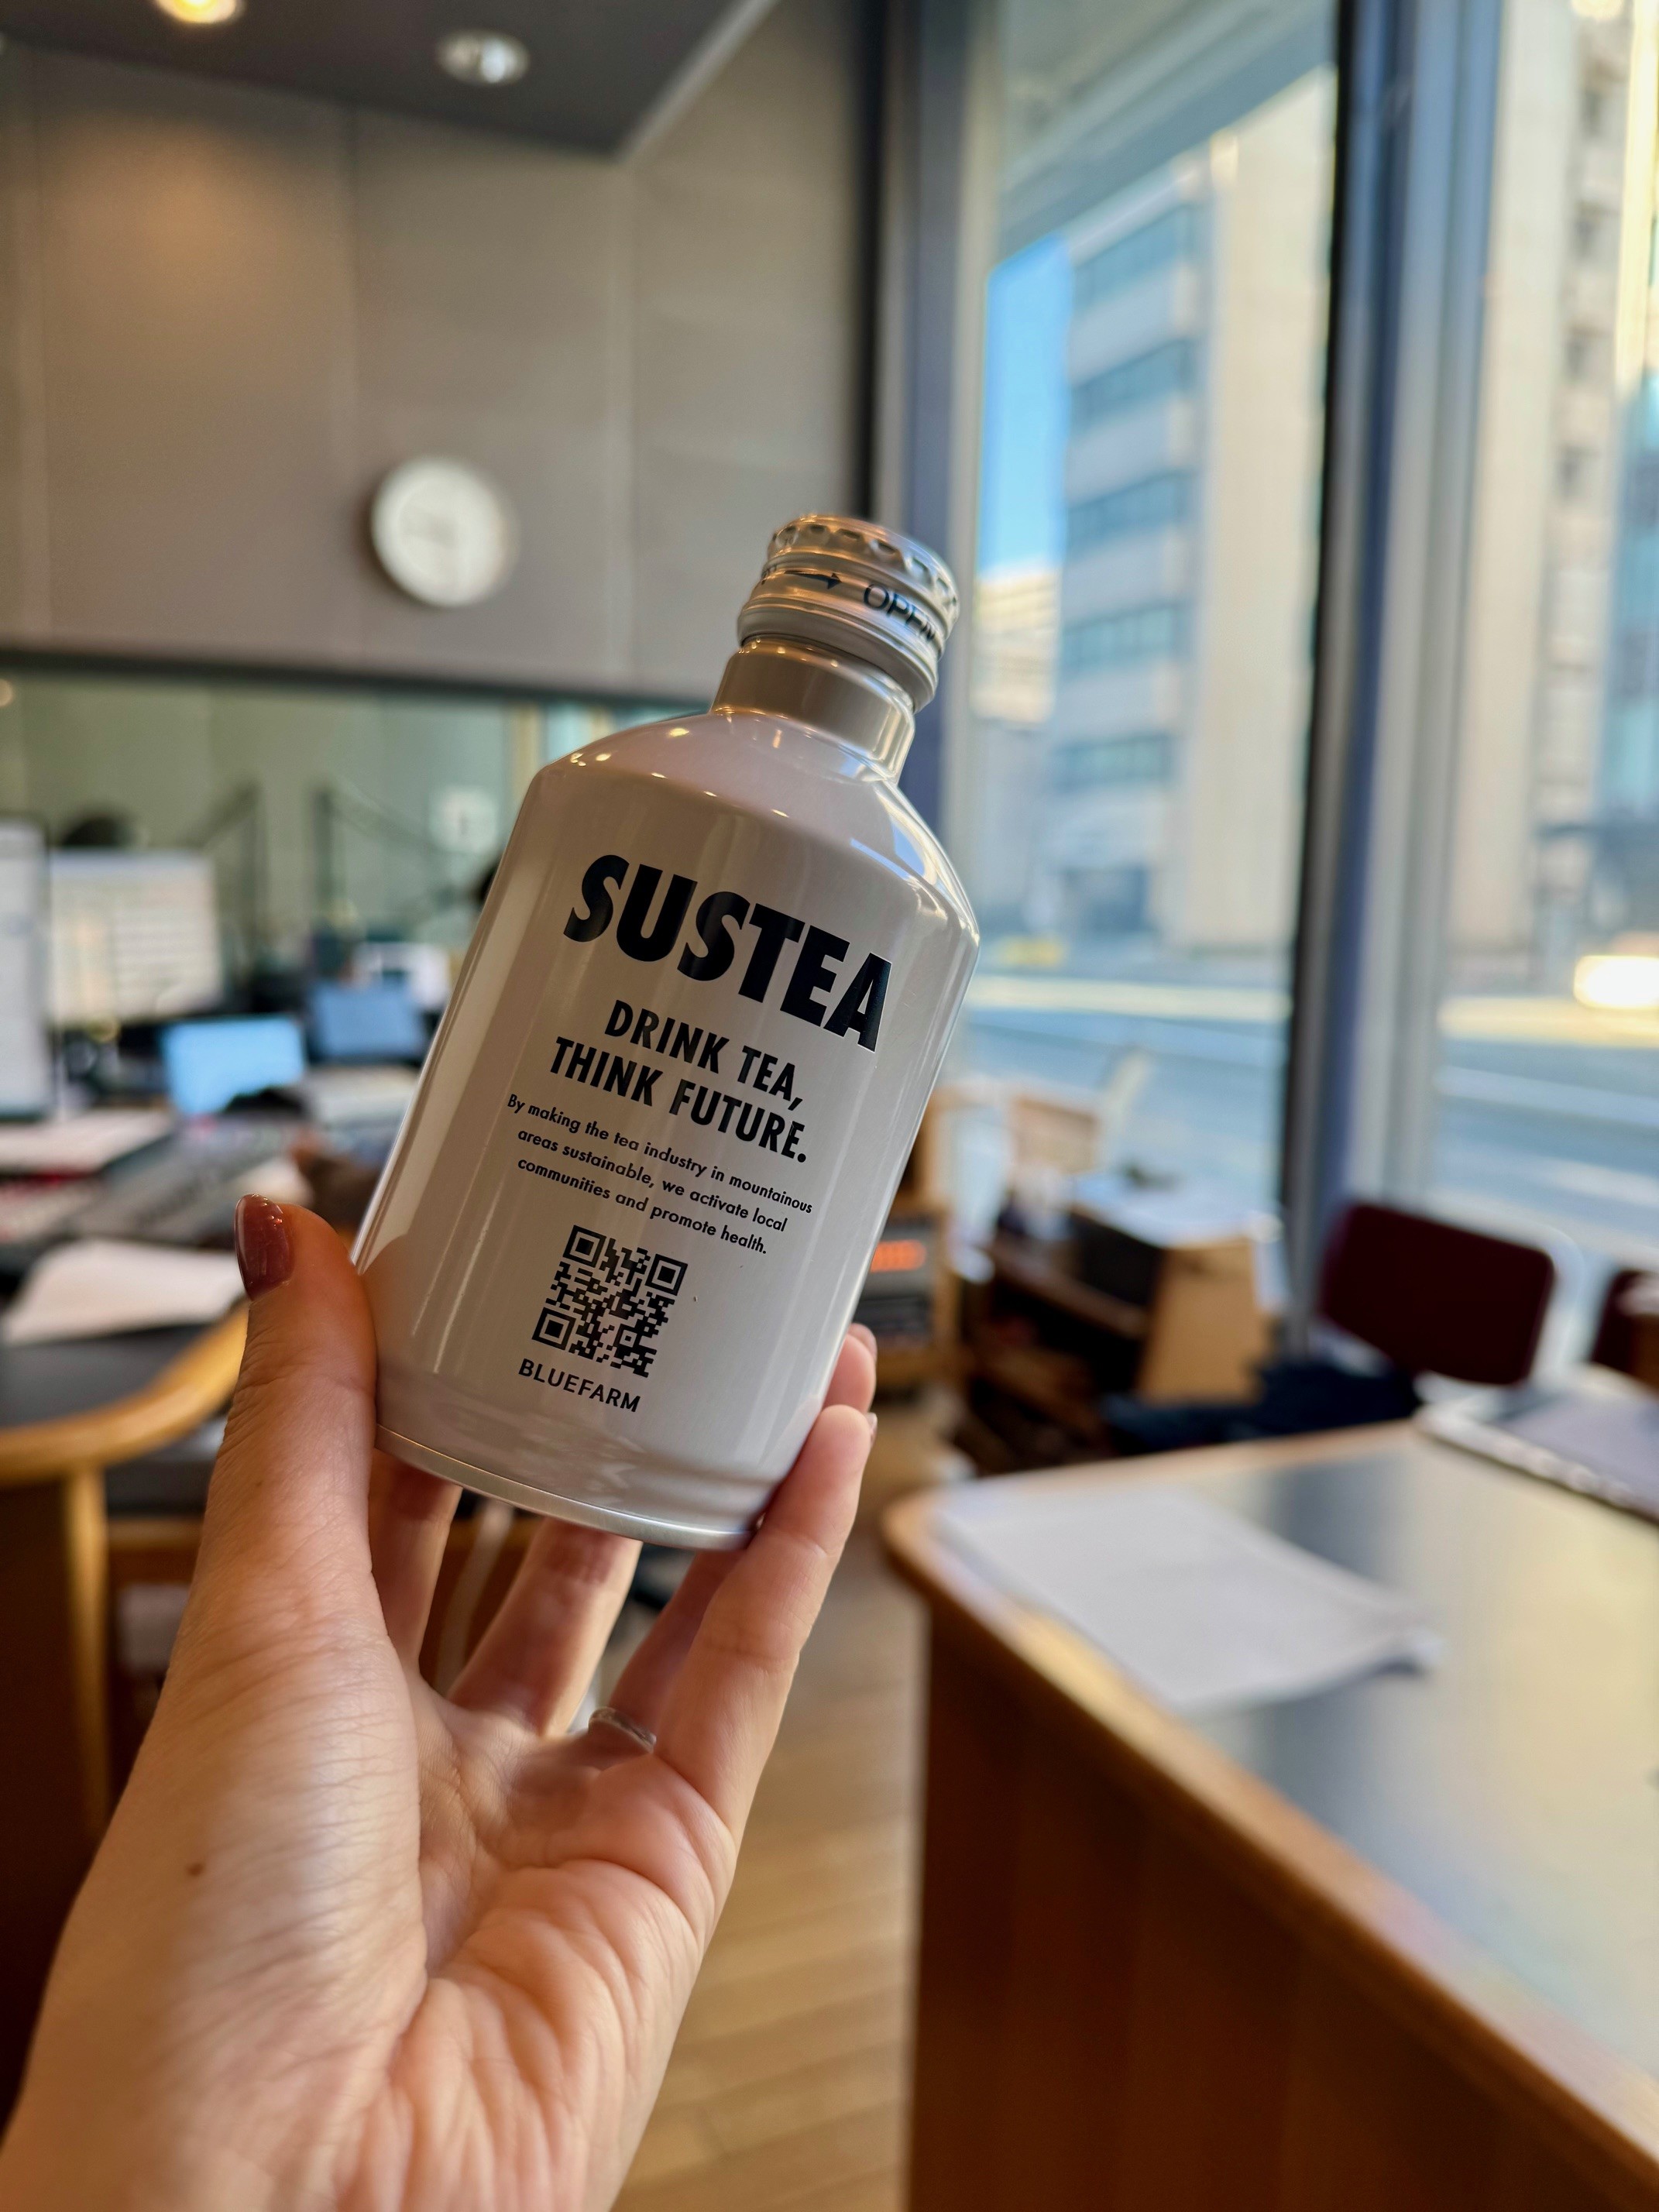 OPEN
SUSTEA
DRINK TEA,
THINK FUTURE.
By making the tea industry in mountainous
areas sustainable, we activate local
communities and promote health.
BLUEFARM